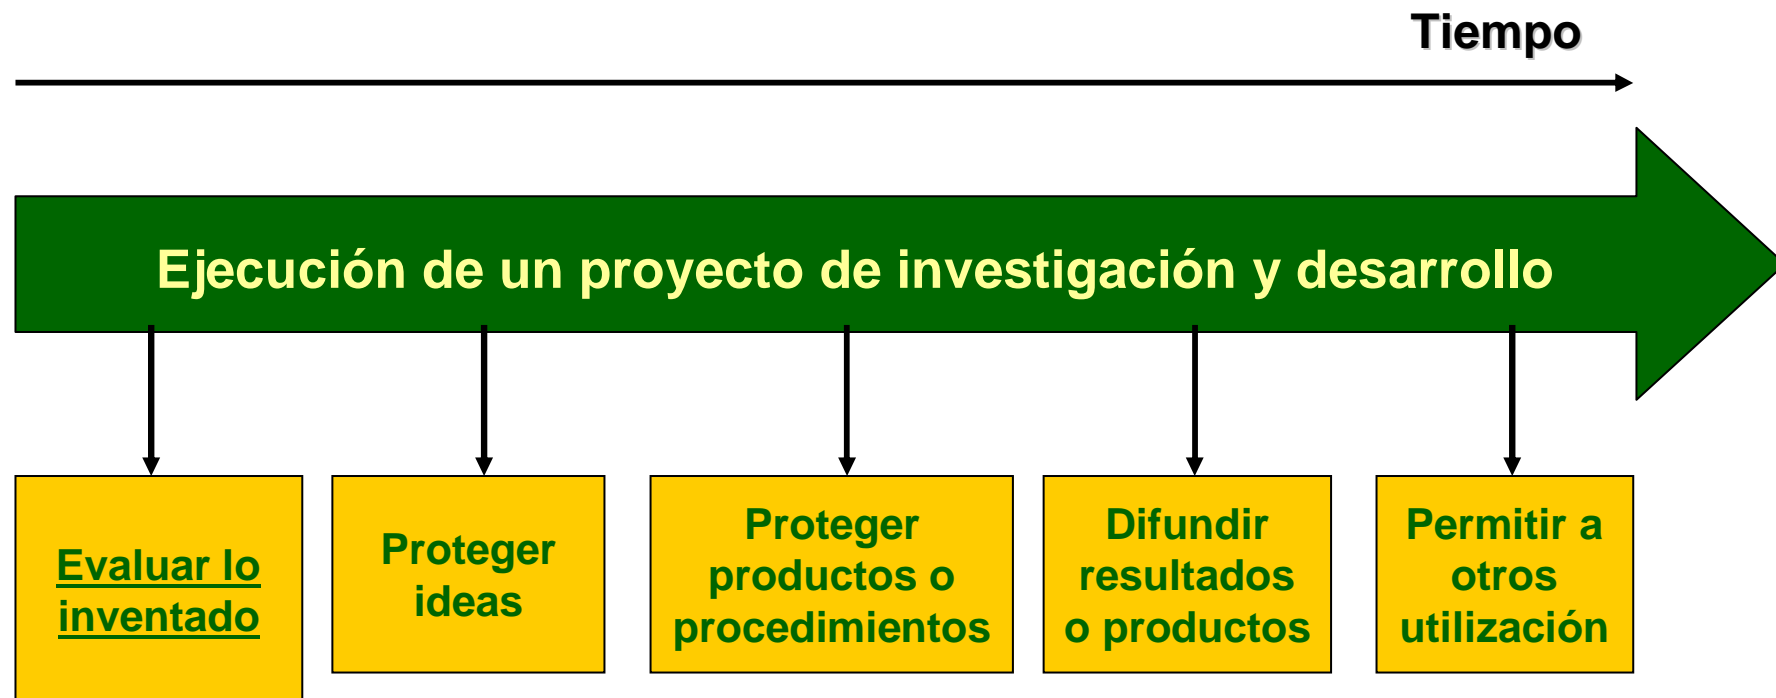 Tiempo
Ejecución de un proyecto de investigación y desarrollo
Evaluar lo
inventado
Proteger
ideas
Proteger
productos o
procedimientos
Difundir
resultados
o productos
Permitir a
otros
utilización